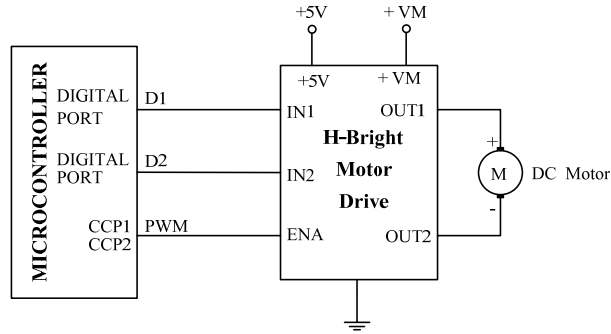 +5V
+ VM
+5V
+ VM
MICROCONTROLLER
DIGITAL
PORT
D1
IN1
OUT1
H-Bright
Motor
Drive
DIGITAL
PORT
D2
IN2
+
M
DC Motor
-
CCP1
CCP2
PWM
ENA
OUT2